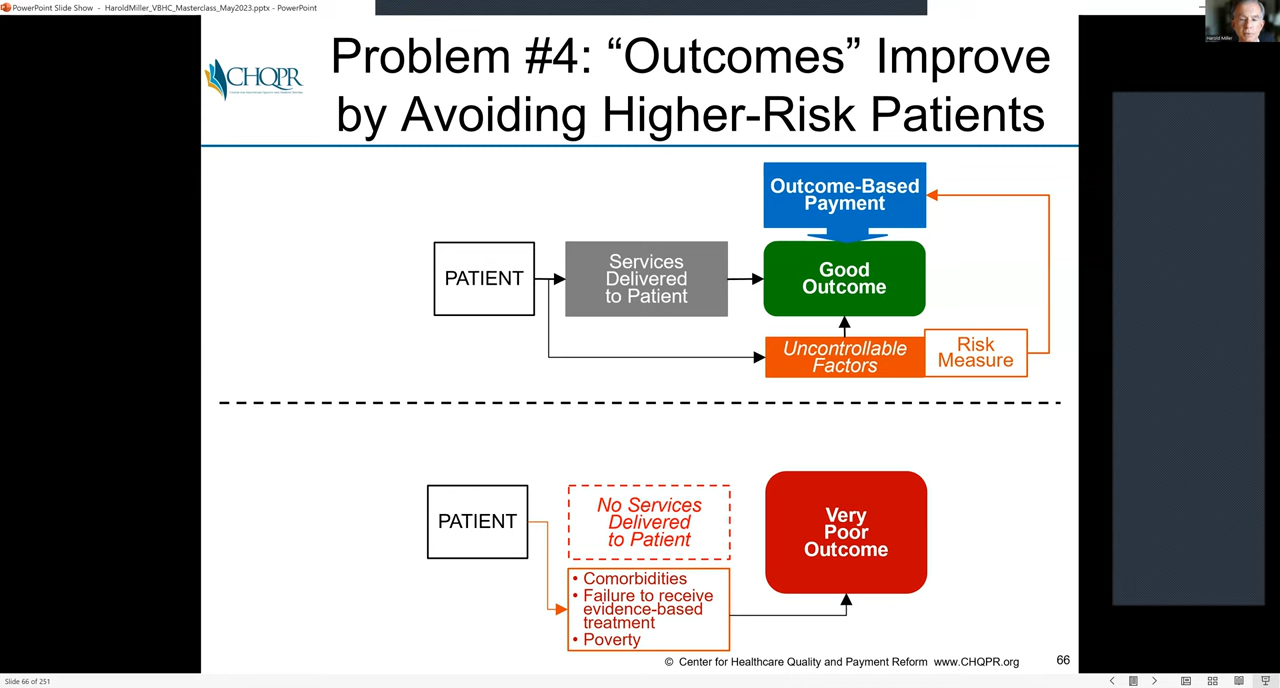 PowerPoint Slide Show - HaroldMiller_VBHC_Masterclass_May2023.pptx - PowerPoint
Harold Miller
CHQPR
Problem #4: “Outcomes” Improve
by Avoiding Higher-Risk Patients
Outcome-Based
Payment
PATIENT
Services
Delivered
to Patient
Good
Outcome
Uncontrollable
Factors
Risk
Measure
PATIENT
No Services
Delivered
to Patient
Very
Poor
Outcome
• Comorbidities
• Failure to receive
evidence-based
treatment
• Poverty
© Center for Healthcare Quality and Payment Reform www.CHQPR.org
66
Slide 66 of 251